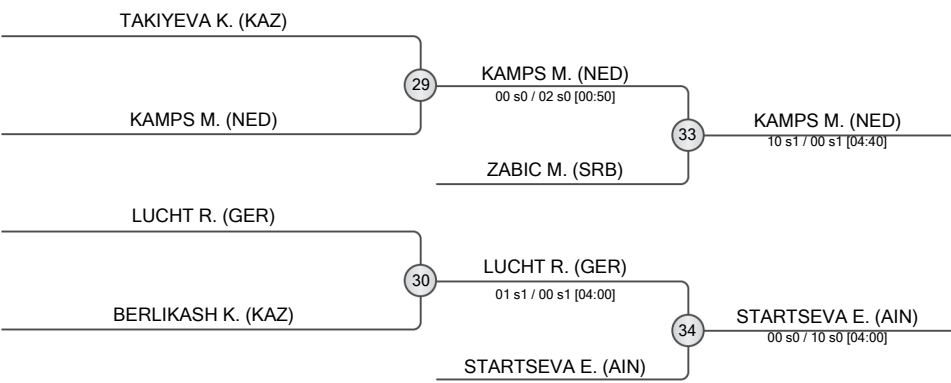 TAKIYEVA K. (KAZ)
29
KAMPS M. (NED)
00 s0 / 02 s0 [00:50]
KAMPS M. (NED)
33
KAMPS M. (NED)
10 s1 / 00 s1 [04:40]
ZABIC M. (SRB)
LUCHT R. (GER)
30
LUCHT R. (GER)
01 s1 / 00 s1 [04:00]
BERLIKASH K. (KAZ)
34
STARTSEVA E. (AIN)
00 s0 / 10 s0 [04:00]
STARTSEVA E. (AIN)